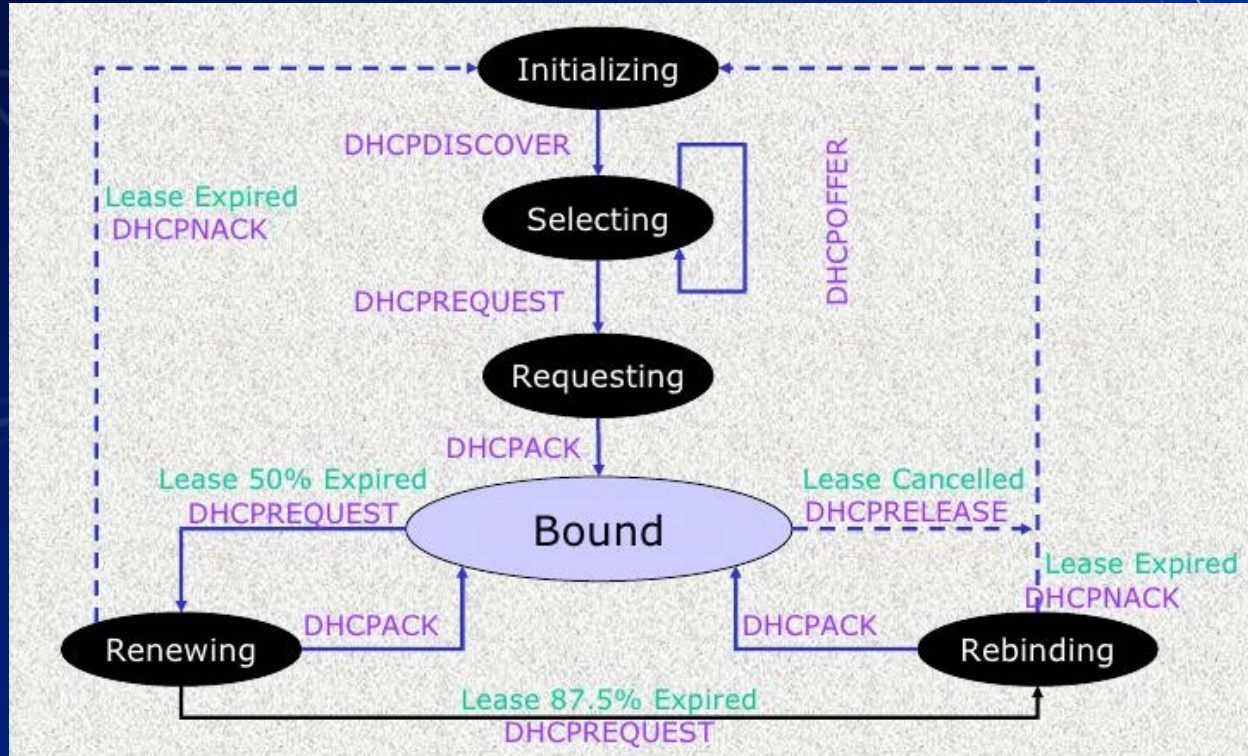 Initializing
DHCPDISCOVER
Lease Expired
DHCPNACK
Selecting
DHCPOFFER
DHCPREQUEST
Requesting
DHCPACK
Lease 50% Expired
DHCPREQUEST
Bound
Lease Cancelled
DHCPRELEASE
Lease Expired
DHCPNACK
Renewing
DHCPACK
DHCPACK
Rebinding
Lease 87.5% Expired
DHCPREQUEST